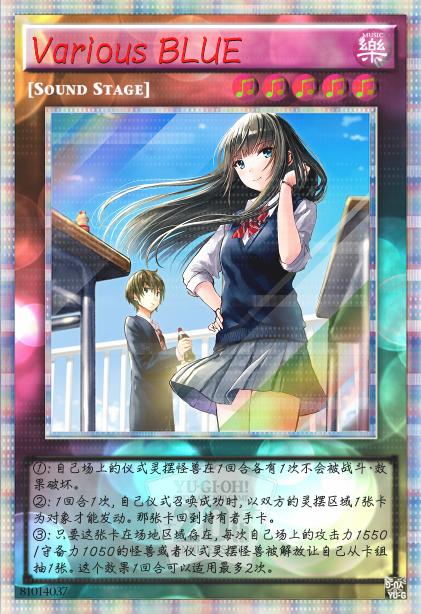 Various BLUE
MUSIC
樂
[SOUND STAGE]
①: 自己场上的仪式灵摆怪兽在1回合各有1次不会被战斗·效
果破坏。
②: 1回合1次, 自己仪式召唤成功时, 以双方的灵摆区域1张卡
为对象才能发动。那张卡回到持有者手卡。
③: 只要这张卡在场地区域存在, 每次自己场上的攻击力1550
/守备力1050的怪兽或者仪式灵摆怪兽被解放让自己从卡组
抽1张。这个效果1回合可以适用最多2次。
YU-GI-OH!
81014037